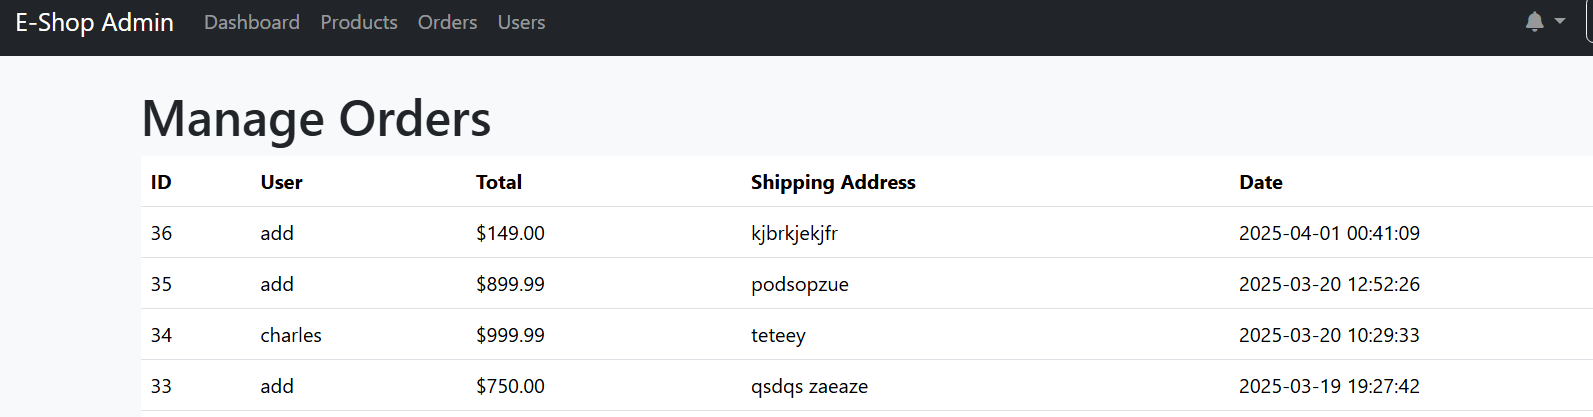 E-Shop Admin Dashboard Products Orders Users
Manage Orders
ID User Total Shipping Address Date
36 add $149.00 kjbrkjekjfr 2025-04-01 00:41:09
35 add $899.99 podsopzue 2025-03-20 12:52:26
34 charles $999.99 teteey 2025-03-20 10:29:33
33 add $750.00 qsdqs zaeaze 2025-03-19 19:27:42